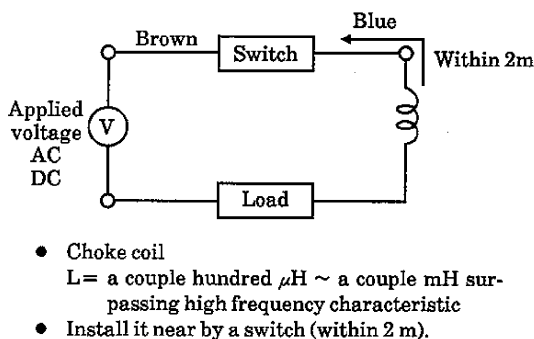 Blue
Brown
Switch
Within 2m
Applied
voltage
AC
DC
V
Load
● Choke coil
L= a couple hundred μH ~ a couple mH sur-
passing high frequency characteristic
● Install it near by a switch (within 2 m).